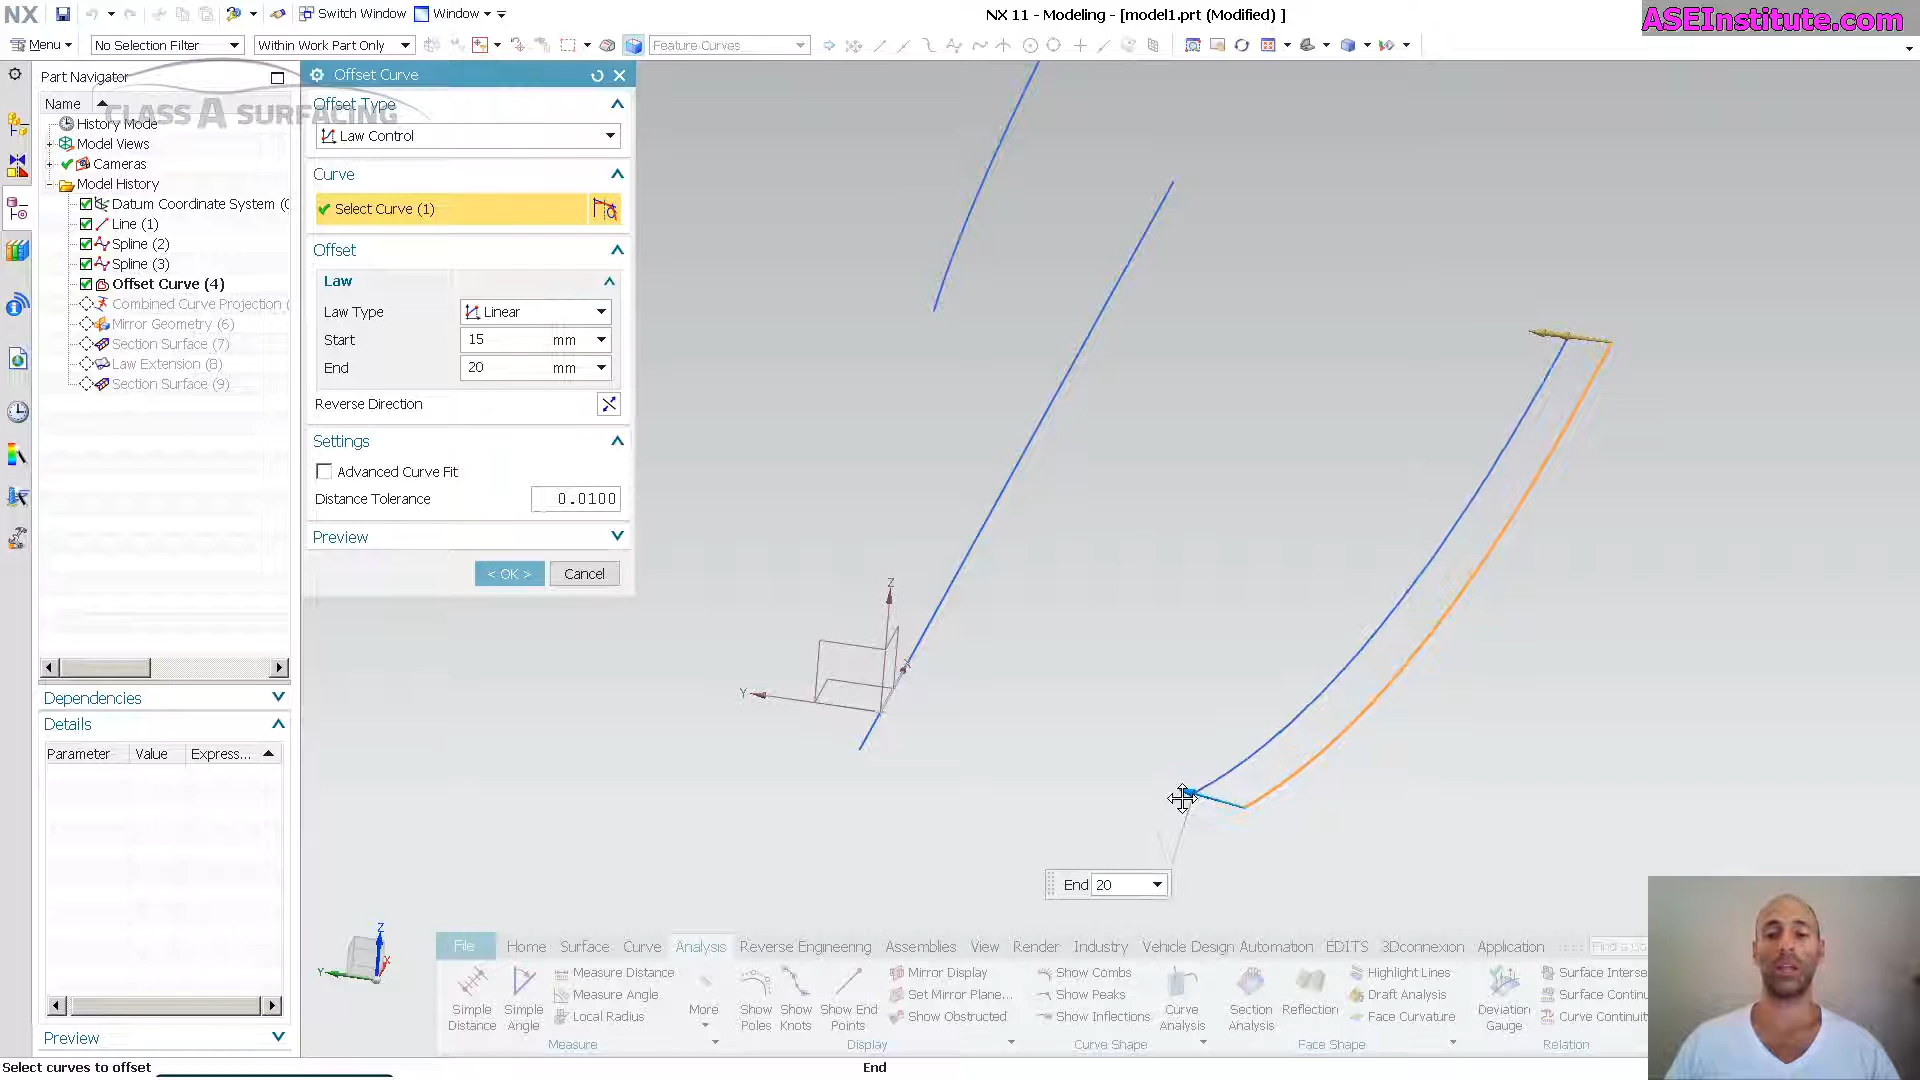 NX
Switch Window
Window
NX 11 - Modeling - [model1.prt (Modified) ]
ASEInstitute.com
Menu
No Selection Filter
Within Work Part Only
Feature Curves
Part Navigator
Name
CLASS A SURFACING
History Mode
Model Views
Cameras
Model History
Datum Coordinate System (
Line (1)
Spline (2)
Spline (3)
Offset Curve (4)
Combined Curve Projection (
Mirror Geometry (6)
Section Surface (7)
Law Extension (8)
Section Surface (9)
Dependencies
Details
Parameter Value Express...
Preview
Offset Curve
Offset Type
Law Control
Curve
Select Curve (1)
Offset
Law
Law Type Linear
Start 15 mm
End 20 mm
Reverse Direction
Settings
Advanced Curve Fit
Distance Tolerance 0.0100
Preview
< OK > Cancel
Z
Y
X
End 20
Z
Y
X
File Home Surface Curve Analysis Reverse Engineering Assemblies View Render Industry Vehicle Design Automation EDITS 3Dconnexion Application
Simple Distance
Simple Angle
Measure Distance
Measure Angle
Local Radius
More
Measure
Show Poles
Show Knots
Show End Points
Mirror Display
Set Mirror Plane...
Show Obstructed
Display
Show Combs
Show Peaks
Show Inflections
Curve Analysis
Curve Shape
Section Analysis
Reflection
Highlight Lines
Draft Analysis
Face Curvature
Face Shape
Deviation Gauge
Surface Interse
Surface Continu
Curve Continuit
Relation
Select curves to offset
End